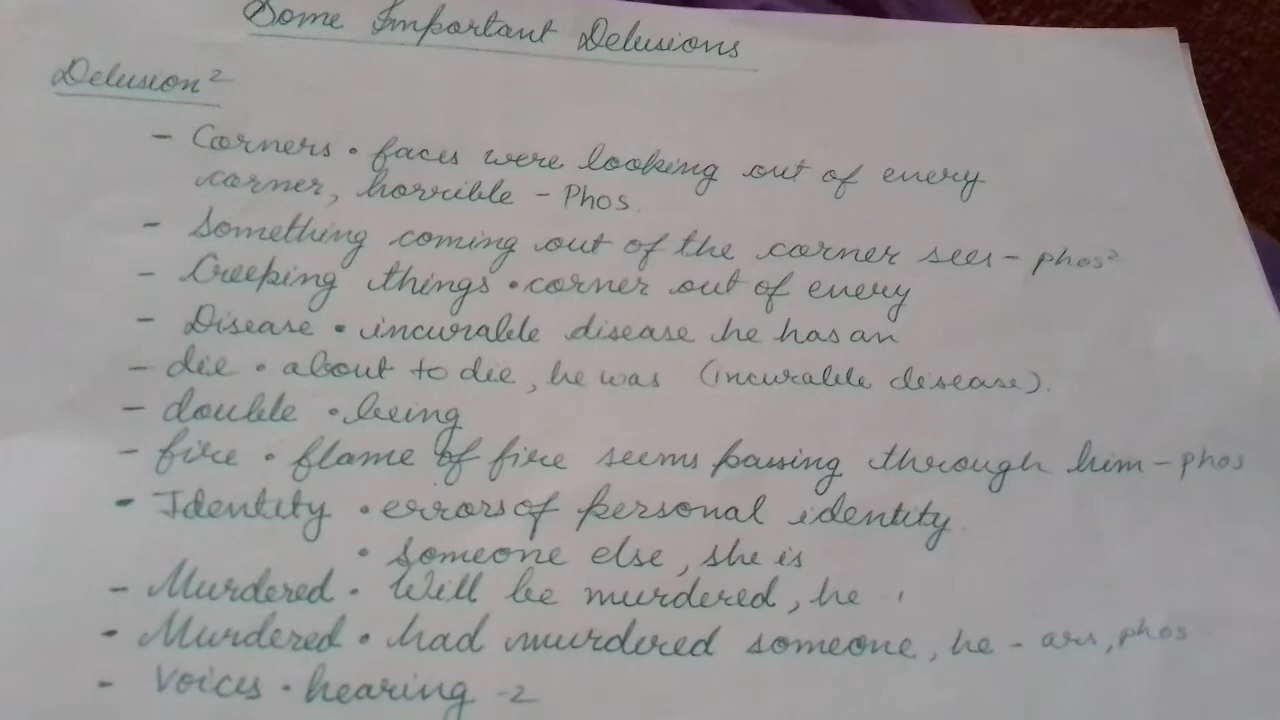 Some Important Delusions
Delusion²
- Corners • faces were looking out of every
corner, horrible - Phos.
- Something coming out of the corner sees - phos²
- Creeping things • corner out of every
- Disease • incurable disease he has an
- die • about to die, he was (incurable disease).
- double • being
- fire • flame of fire seems passing through him - phos
- Identity • errors of personal identity
• someone else, she is
- Murdered • Will be murdered, he
- Murdered • had murdered someone, he - ars, phos
- Voices • hearing -2